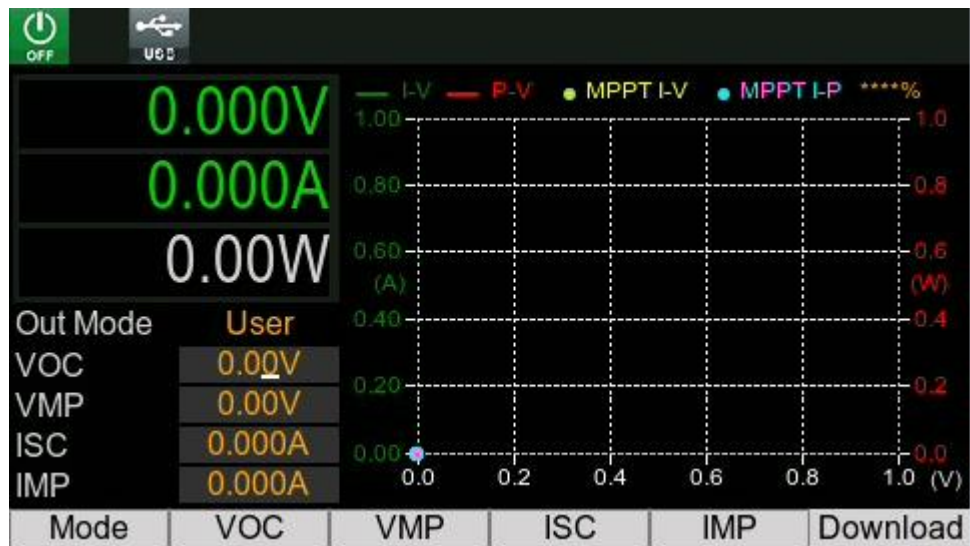 OFF USB
0.000V
0.000A
0.00W
Out Mode User
VOC 0.00V
VMP 0.00V
ISC 0.000A
IMP 0.000A
I-V P-V MPPT I-V MPPT I-P ****%
1.00 1.0
0.80 0.8
0.60 0.6
(A) (W)
0.40 0.4
0.20 0.2
0.00 0.0
0.0 0.2 0.4 0.6 0.8 1.0 (V)
Mode VOC VMP ISC IMP Download